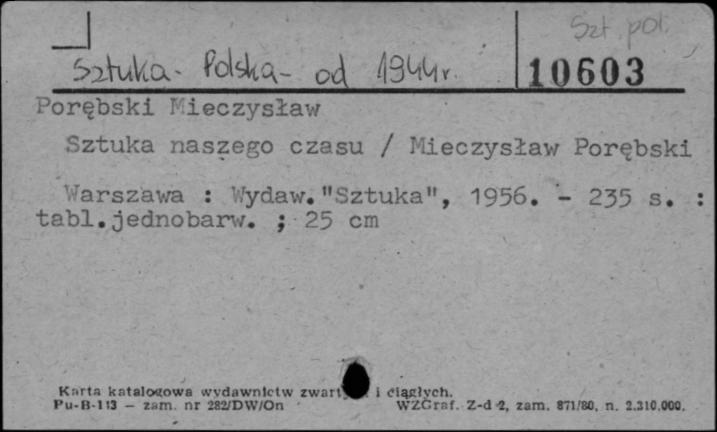 Szt. pol.
Sztuka - Polska - od 1944r.
10603
Porębski Mieczysław
Sztuka naszego czasu / Mieczysław Porębski
Warszawa : Wydaw."Sztuka", 1956. - 235 s. :
tabl.jednobarw. ; 25 cm
Karta katalogowa wydawnictw zwart i ciągłych.
Pu-B-113 — zam. nr 282/DW/On WZGraf. Z-d 2, zam. 871/80, n. 2.310.000.